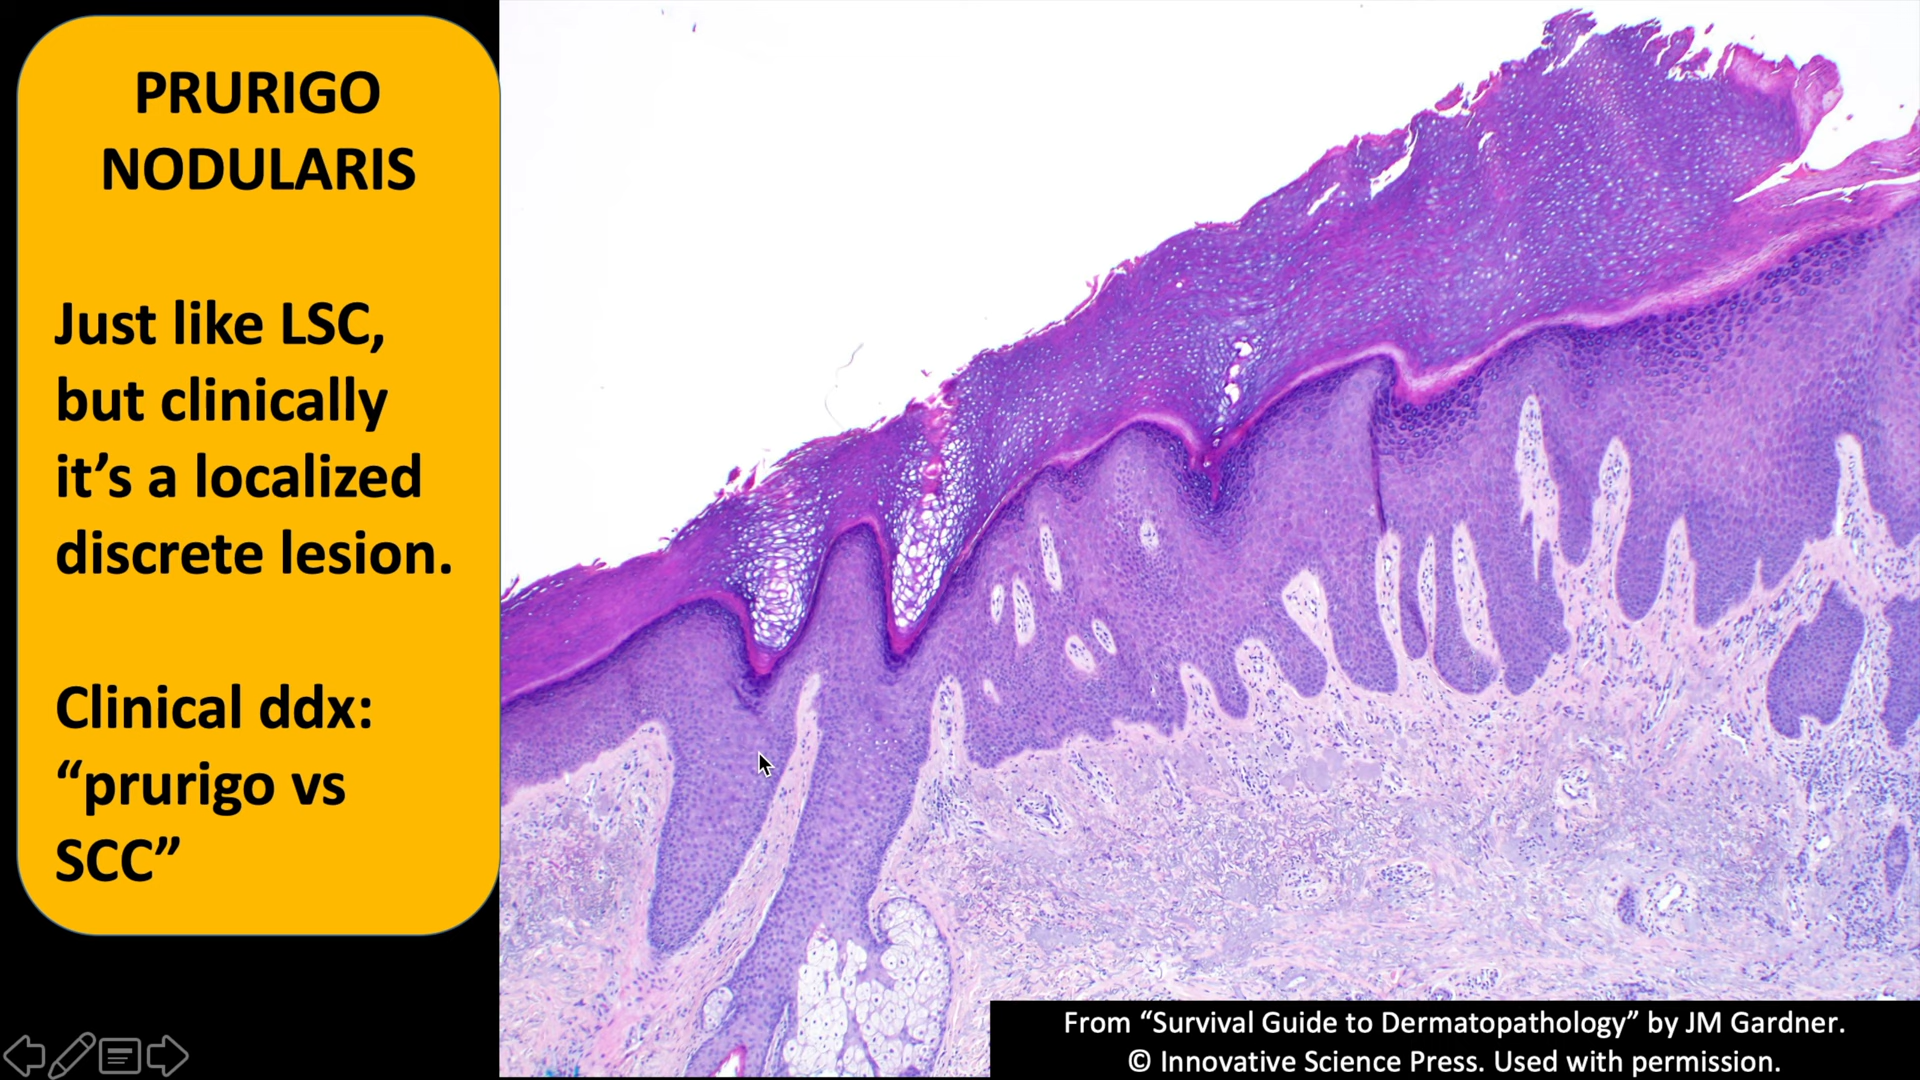 PRURIGO
NODULARIS
Just like LSC,
but clinically
it’s a localized
discrete lesion.
Clinical ddx:
“prurigo vs
SCC”
From “Survival Guide to Dermatopathology” by JM Gardner.
© Innovative Science Press. Used with permission.